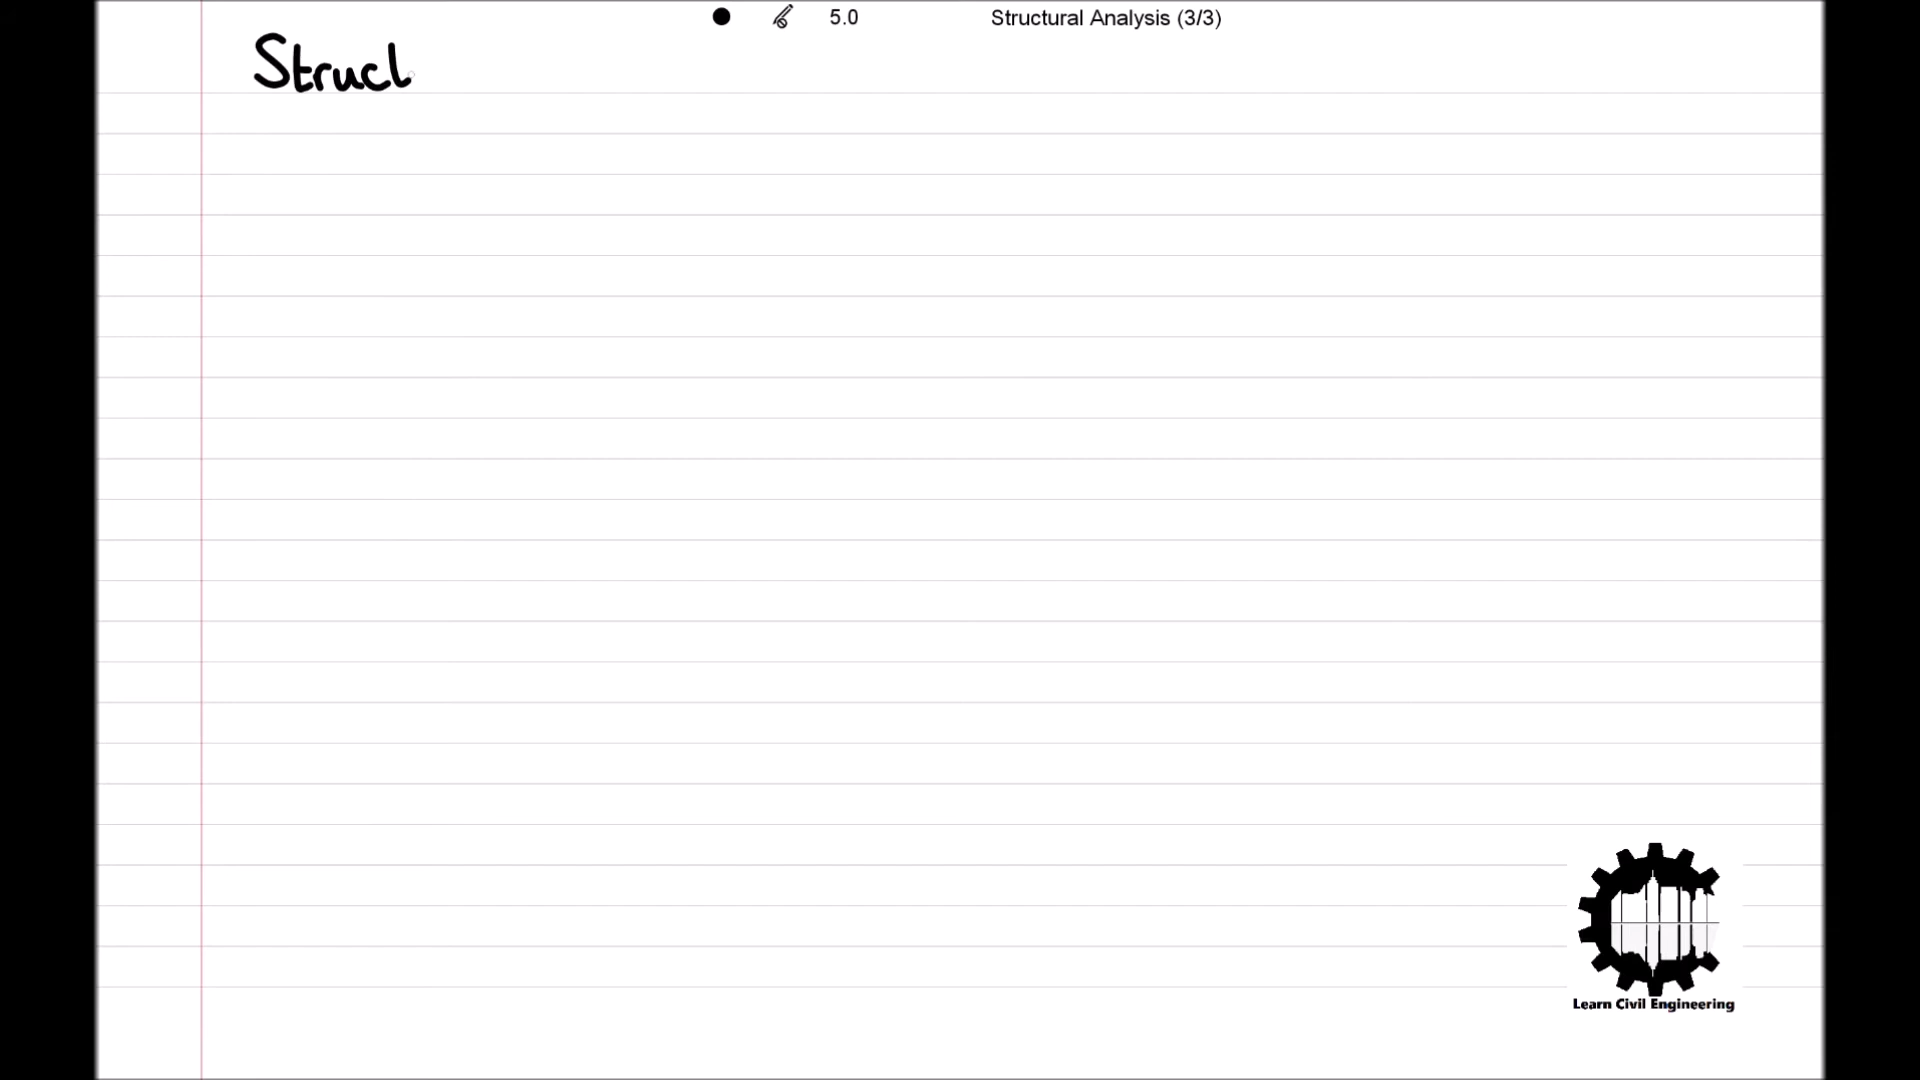 5.0 Structural Analysis (3/3)
Strucl
Learn Civil Engineering